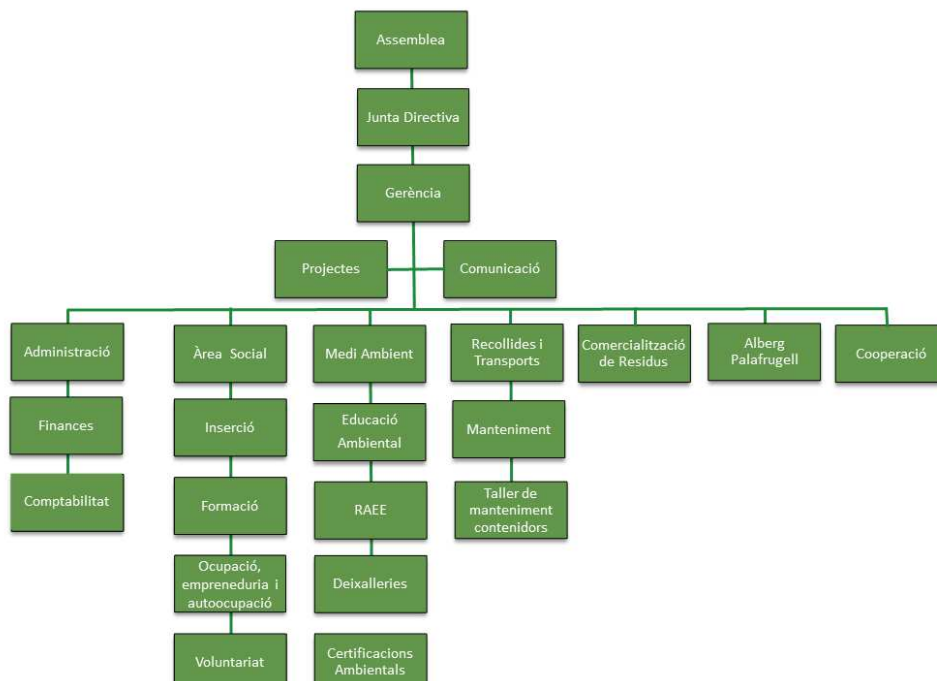 Assemblea
Junta Directiva
Gerència
Projectes
Comunicació
Administració
Àrea Social
Medi Ambient
Recollides i
Transports
Comercialització
de Residus
Alberg
Palafrugell
Cooperació
Finances
Inserció
Educació
Ambiental
Manteniment
Comptabilitat
Formació
RAEE
Taller de
manteniment
contenidors
Ocupació,
empreneduria i
autoocupació
Deixalleries
Voluntariat
Certificacions
Ambientals